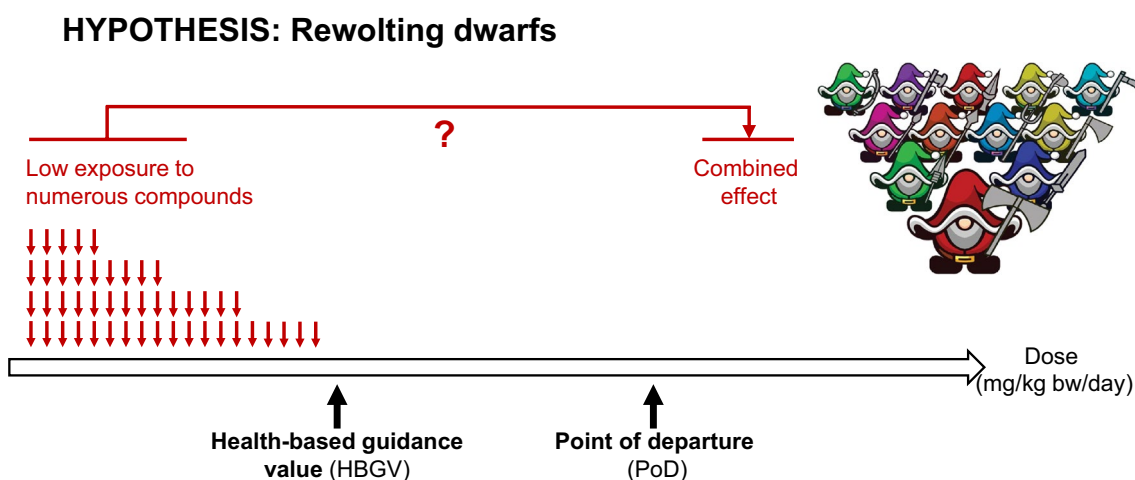 HYPOTHESIS: Rewolting dwarfs
?
Low exposure to
numerous compounds
Combined
effect
Dose
(mg/kg bw/day)
Health-based guidance
value (HBGV)
Point of departure
(PoD)